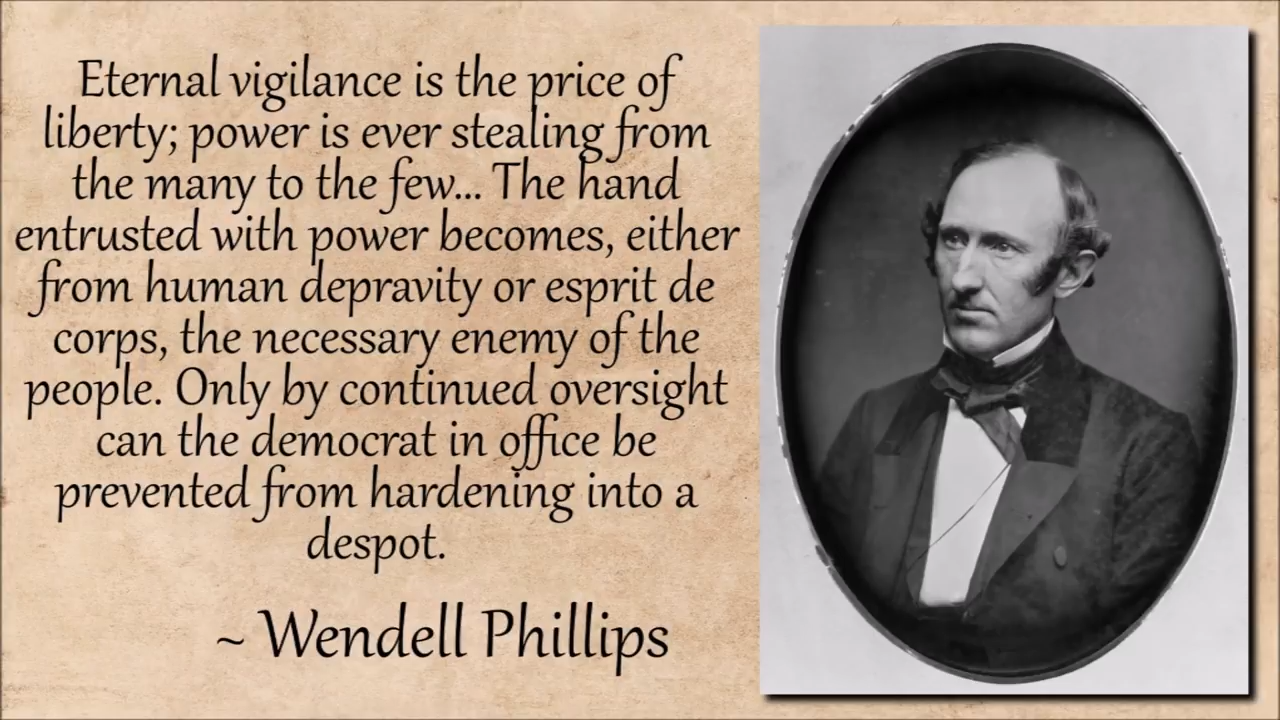 Eternal vigilance is the price of
liberty; power is ever stealing from
the many to the few... The hand
entrusted with power becomes, either
from human depravity or esprit de
corps, the necessary enemy of the
people. Only by continued oversight
can the democrat in office be
prevented from hardening into a
despot.
~ Wendell Phillips